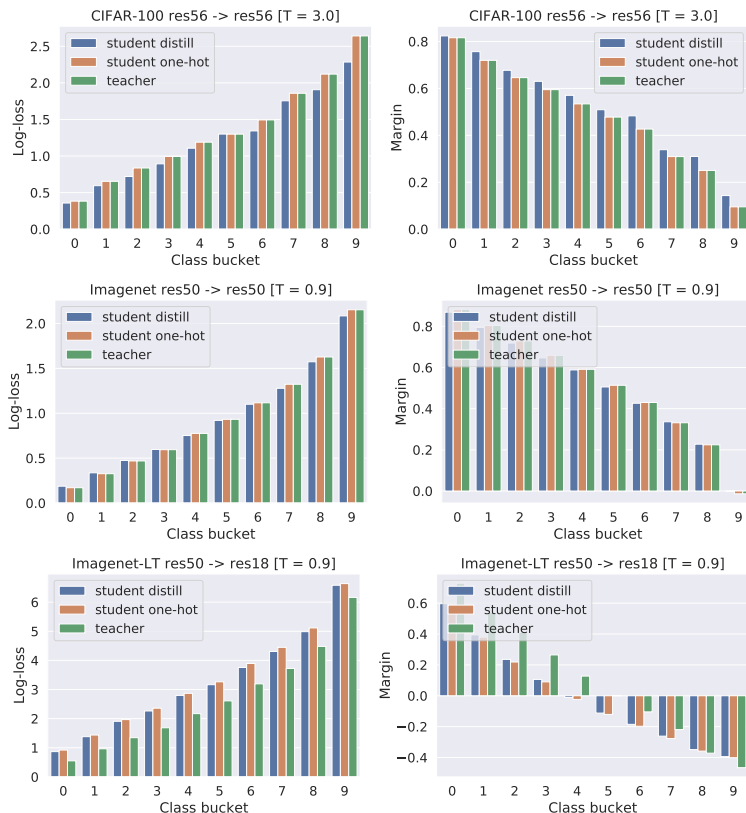 CIFAR-100 res56 -> res56 [T = 3.0]
student distill
student one-hot
teacher
Log-loss
2.5
2.0
1.5
1.0
0.5
0.0
0 1 2 3 4 5 6 7 8 9
Class bucket
CIFAR-100 res56 -> res56 [T = 3.0]
student distill
student one-hot
teacher
Margin
0.8
0.6
0.4
0.2
0.0
0 1 2 3 4 5 6 7 8 9
Class bucket
Imagenet res50 -> res50 [T = 0.9]
student distill
student one-hot
teacher
Log-loss
2.0
1.5
1.0
0.5
0.0
0 1 2 3 4 5 6 7 8 9
Class bucket
Imagenet res50 -> res50 [T = 0.9]
student distill
student one-hot
teacher
Margin
0.8
0.6
0.4
0.2
0.0
0 1 2 3 4 5 6 7 8 9
Class bucket
Imagenet-LT res50 -> res18 [T = 0.9]
student distill
student one-hot
teacher
Log-loss
6
5
4
3
2
1
0
0 1 2 3 4 5 6 7 8 9
Class bucket
Imagenet-LT res50 -> res18 [T = 0.9]
student distill
student one-hot
teacher
Margin
0.6
0.4
0.2
0.0
−0.2
−0.4
0 1 2 3 4 5 6 7 8 9
Class bucket